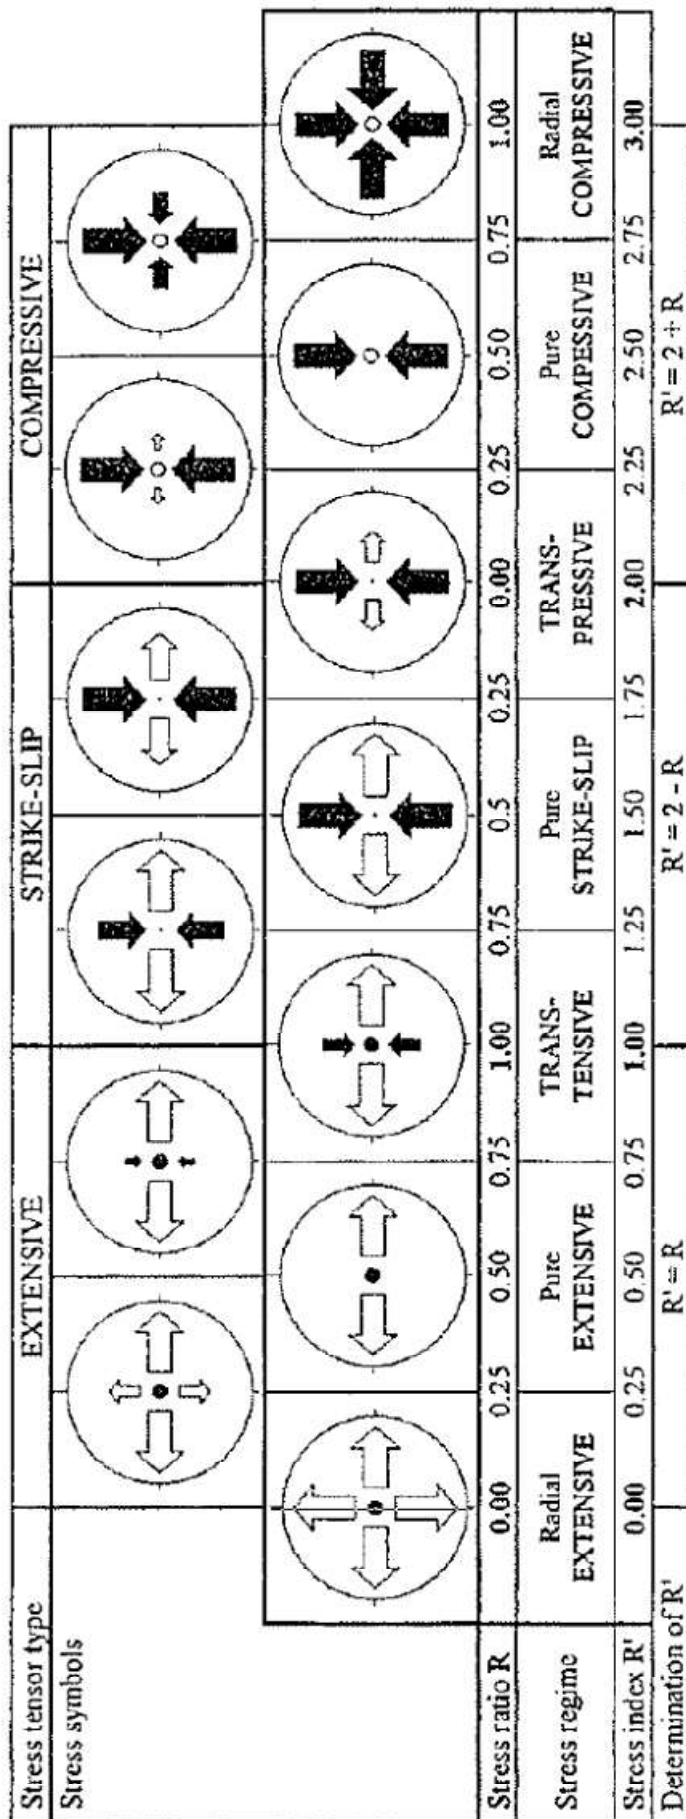 Stress tensor type EXTENSIVE STRIKE-SLIP COMPRESSIVE
Stress symbols
Stress ratio R 0.00 0.25 0.50 0.75 1.00 0.75 0.5 0.25 0.00 0.25 0.50 0.75 1.00
Stress regime
Radial
EXTENSIVE
Pure
EXTENSIVE
TRANS-
TENSIVE
Pure
STRIKE-SLIP
TRANS-
PRESSIVE
Pure
COMPESSIVE
Radial
COMPRESSIVE
Stress index R' 0.00 0.25 0.50 0.75 1.00 1.25 1.50 1.75 2.00 2.25 2.50 2.75 3.00
Determination of R' R' = R R' = 2 - R R' = 2 + R